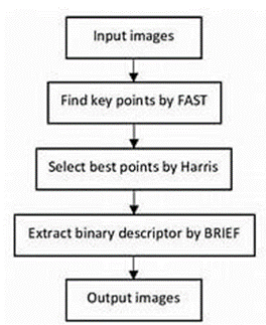 Input images
Find key points by FAST
Select best points by Harris
Extract binary descriptor by BRIEF
Output images